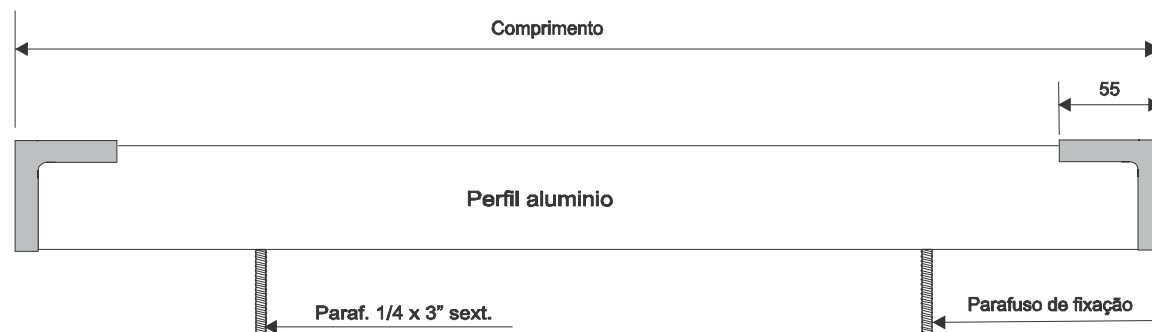 Comprimento
55
Perfil aluminio
Paraf. 1/4 x 3” sext.
Parafuso de fixação